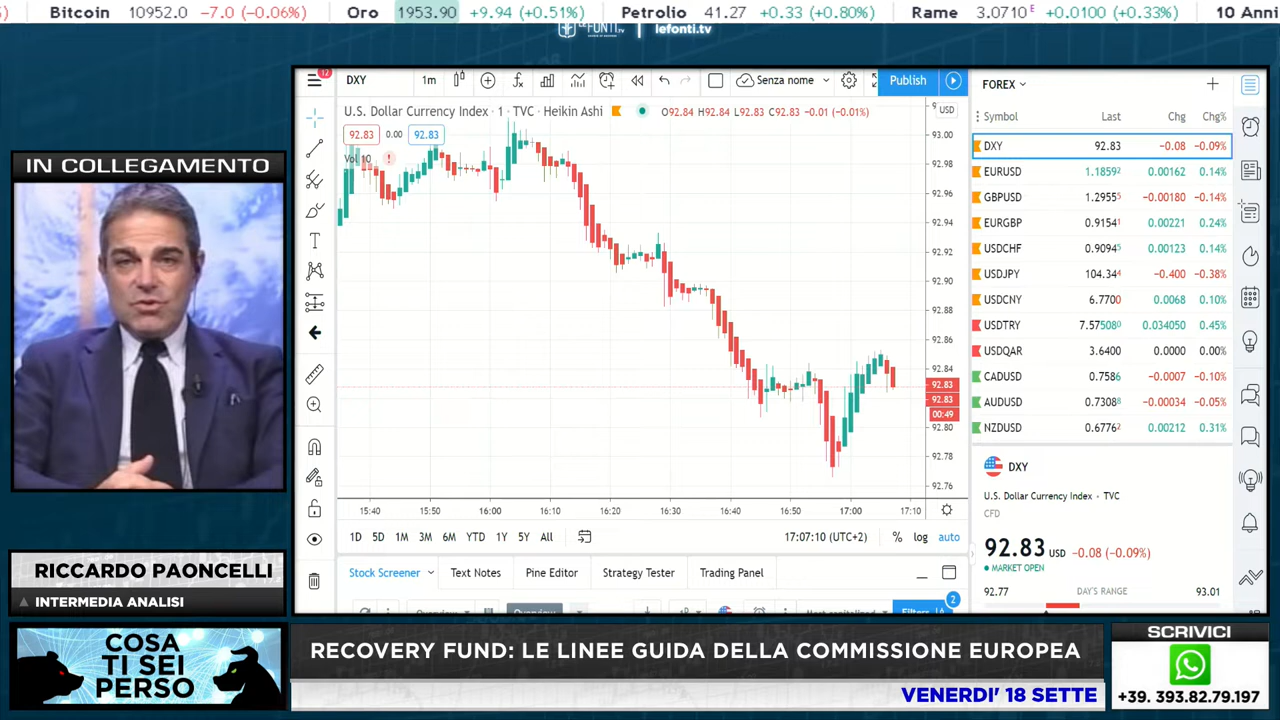 Bitcoin 10952.0 −7.0 (−0.06%) Oro 1953.90 +9.94 (+0.51%) Petrolio 41.27 +0.33 (+0.80%) Rame 3.0710 E +0.0100 (+0.33%) 10 Anni
LE FONTI.TV lefonti.tv
IN COLLEGAMENTO
12
DXY 1m Senza nome Publish
U.S. Dollar Currency Index · 1 · TVC · Heikin Ashi O92.84 H92.84 L92.83 C92.83 −0.01 (−0.01%)
92.83 0.00 92.83
Vol 10 !
USD
93.00
92.98
92.96
92.94
92.92
92.90
92.88
92.86
92.84
92.83
92.83
00:49
92.80
92.78
92.76
15:40 15:50 16:00 16:10 16:20 16:30 16:40 16:50 17:00 17:10
1D 5D 1M 3M 6M YTD 1Y 5Y All 17:07:10 (UTC+2) % log auto
Stock Screener Text Notes Pine Editor Strategy Tester Trading Panel
Overview Overview Most capitalized Filters 2
FOREX
Symbol Last Chg Chg%
DXY 92.83 −0.08 −0.09%
EURUSD 1.18592 0.00162 0.14%
GBPUSD 1.29555 −0.00180 −0.14%
EURGBP 0.91541 0.00221 0.24%
USDCHF 0.90945 0.00123 0.14%
USDJPY 104.344 −0.400 −0.38%
USDCNY 6.7700 0.0068 0.10%
USDTRY 7.575080 0.034050 0.45%
USDQAR 3.6400 0.0000 0.00%
CADUSD 0.7586 −0.0007 −0.10%
AUDUSD 0.73088 −0.00034 −0.05%
NZDUSD 0.67762 0.00212 0.31%
DXY
U.S. Dollar Currency Index · TVC
CFD
92.83 USD −0.08 (−0.09%)
MARKET OPEN
92.77 DAY'S RANGE 93.01
RICCARDO PAONCELLI
INTERMEDIA ANALISI
COSA
TI SEI
PERSO
RECOVERY FUND: LE LINEE GUIDA DELLA COMMISSIONE EUROPEA
VENERDI' 18 SETTE
SCRIVICI
+39. 393.82.79.197